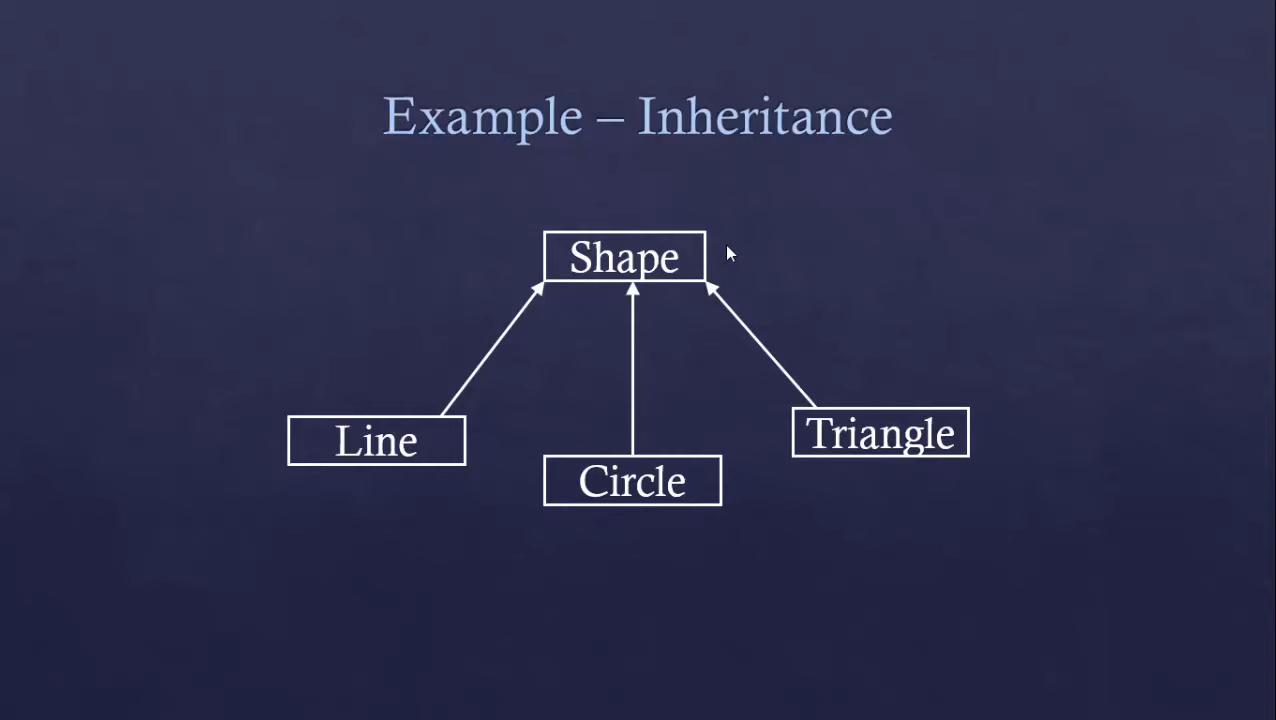 Example – Inheritance
Shape
Line
Circle
Triangle